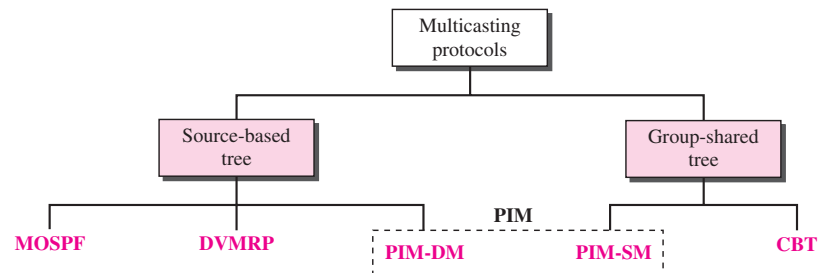 Multicasting
protocols
Source-based
tree
Group-shared
tree
PIM
MOSPF
DVMRP
PIM-DM
PIM-SM
CBT